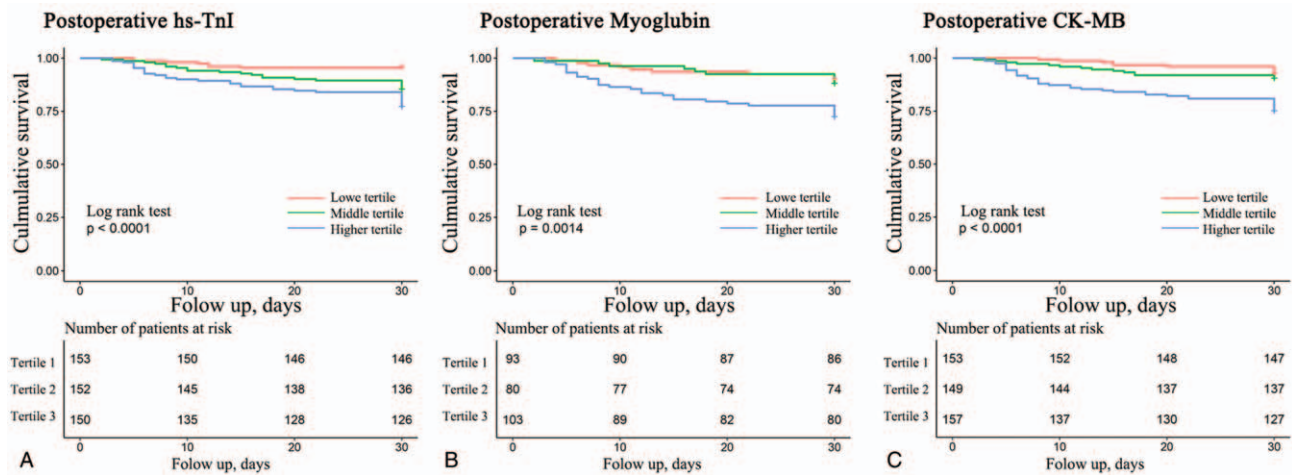 Postoperative hs-TnI
1.00
0.75
0.50
0.25
0.00
Culmulative survival
Log rank test
p < 0.0001
Lowe tertile
Middle tertile
Higher tertile
0 10 20 30
Folow up, days
Number of patients at risk
Tertile 1 153 150 146 146
Tertile 2 152 145 138 136
Tertile 3 150 135 128 126
0 10 20 30
Folow up, days
A
Postoperative Myoglubin
1.00
0.75
0.50
0.25
0.00
Culmulative survival
Log rank test
p = 0.0014
Lowe tertile
Middle tertile
Higher tertile
0 10 20 30
Folow up, days
Number of patients at risk
Tertile 1 93 90 87 86
Tertile 2 80 77 74 74
Tertile 3 103 89 82 80
0 10 20 30
Folow up, days
B
Postoperative CK-MB
1.00
0.75
0.50
0.25
0.00
Culmulative survival
Log rank test
p < 0.0001
Lowe tertile
Middle tertile
Higher tertile
0 10 20 30
Folow up, days
Number of patients at risk
Tertile 1 153 152 148 147
Tertile 2 149 144 137 137
Tertile 3 157 137 130 127
0 10 20 30
Folow up, days
C